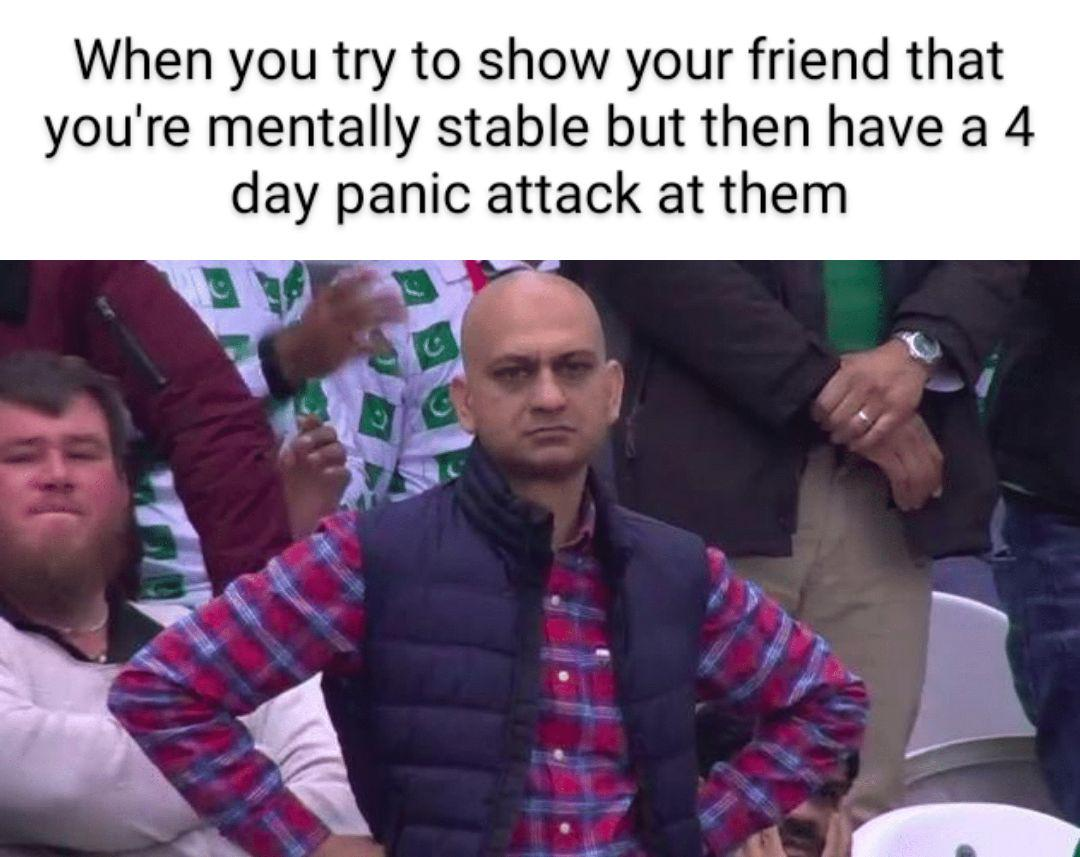 When you try to show your friend that
you're mentally stable but then have a 4
day panic attack at them